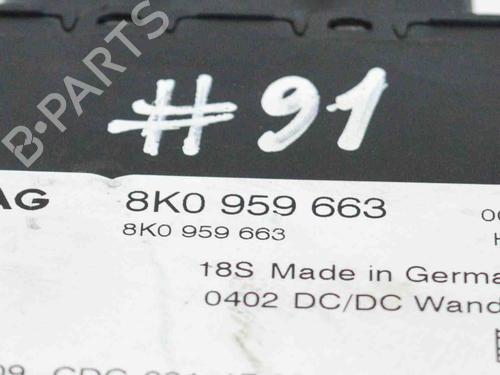 B-PARTS
#91
AG 8K0 959 663
8K0 959 663
18S Made in Germa
0402 DC/DC Wand